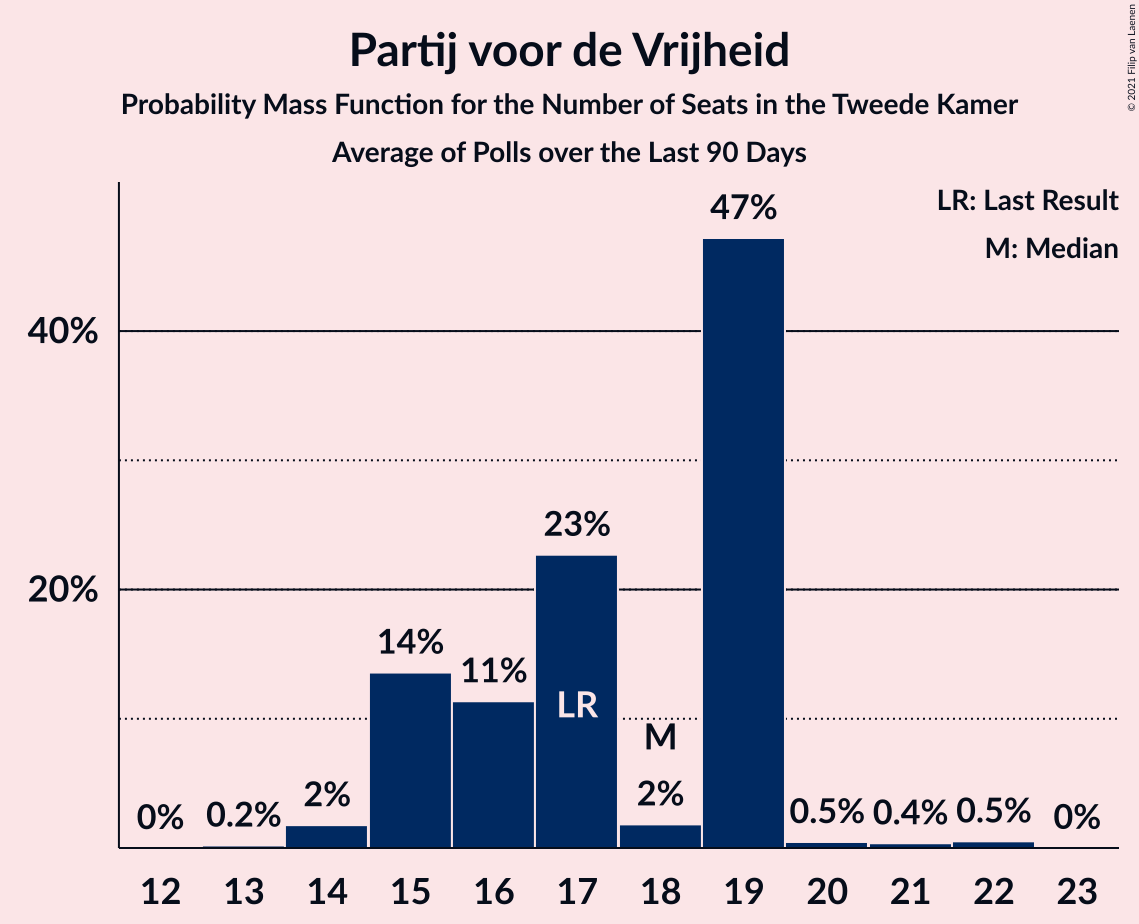 Partij voor de Vrijheid
Probability Mass Function for the Number of Seats in the Tweede Kamer
Average of Polls over the Last 90 Days
© 2021 Filip van Laenen
LR: Last Result
M: Median
47%
40%
23%
20%
14%
11%
LR
M
0% 0.2% 2% 2% 0.5% 0.4% 0.5% 0%
12 13 14 15 16 17 18 19 20 21 22 23